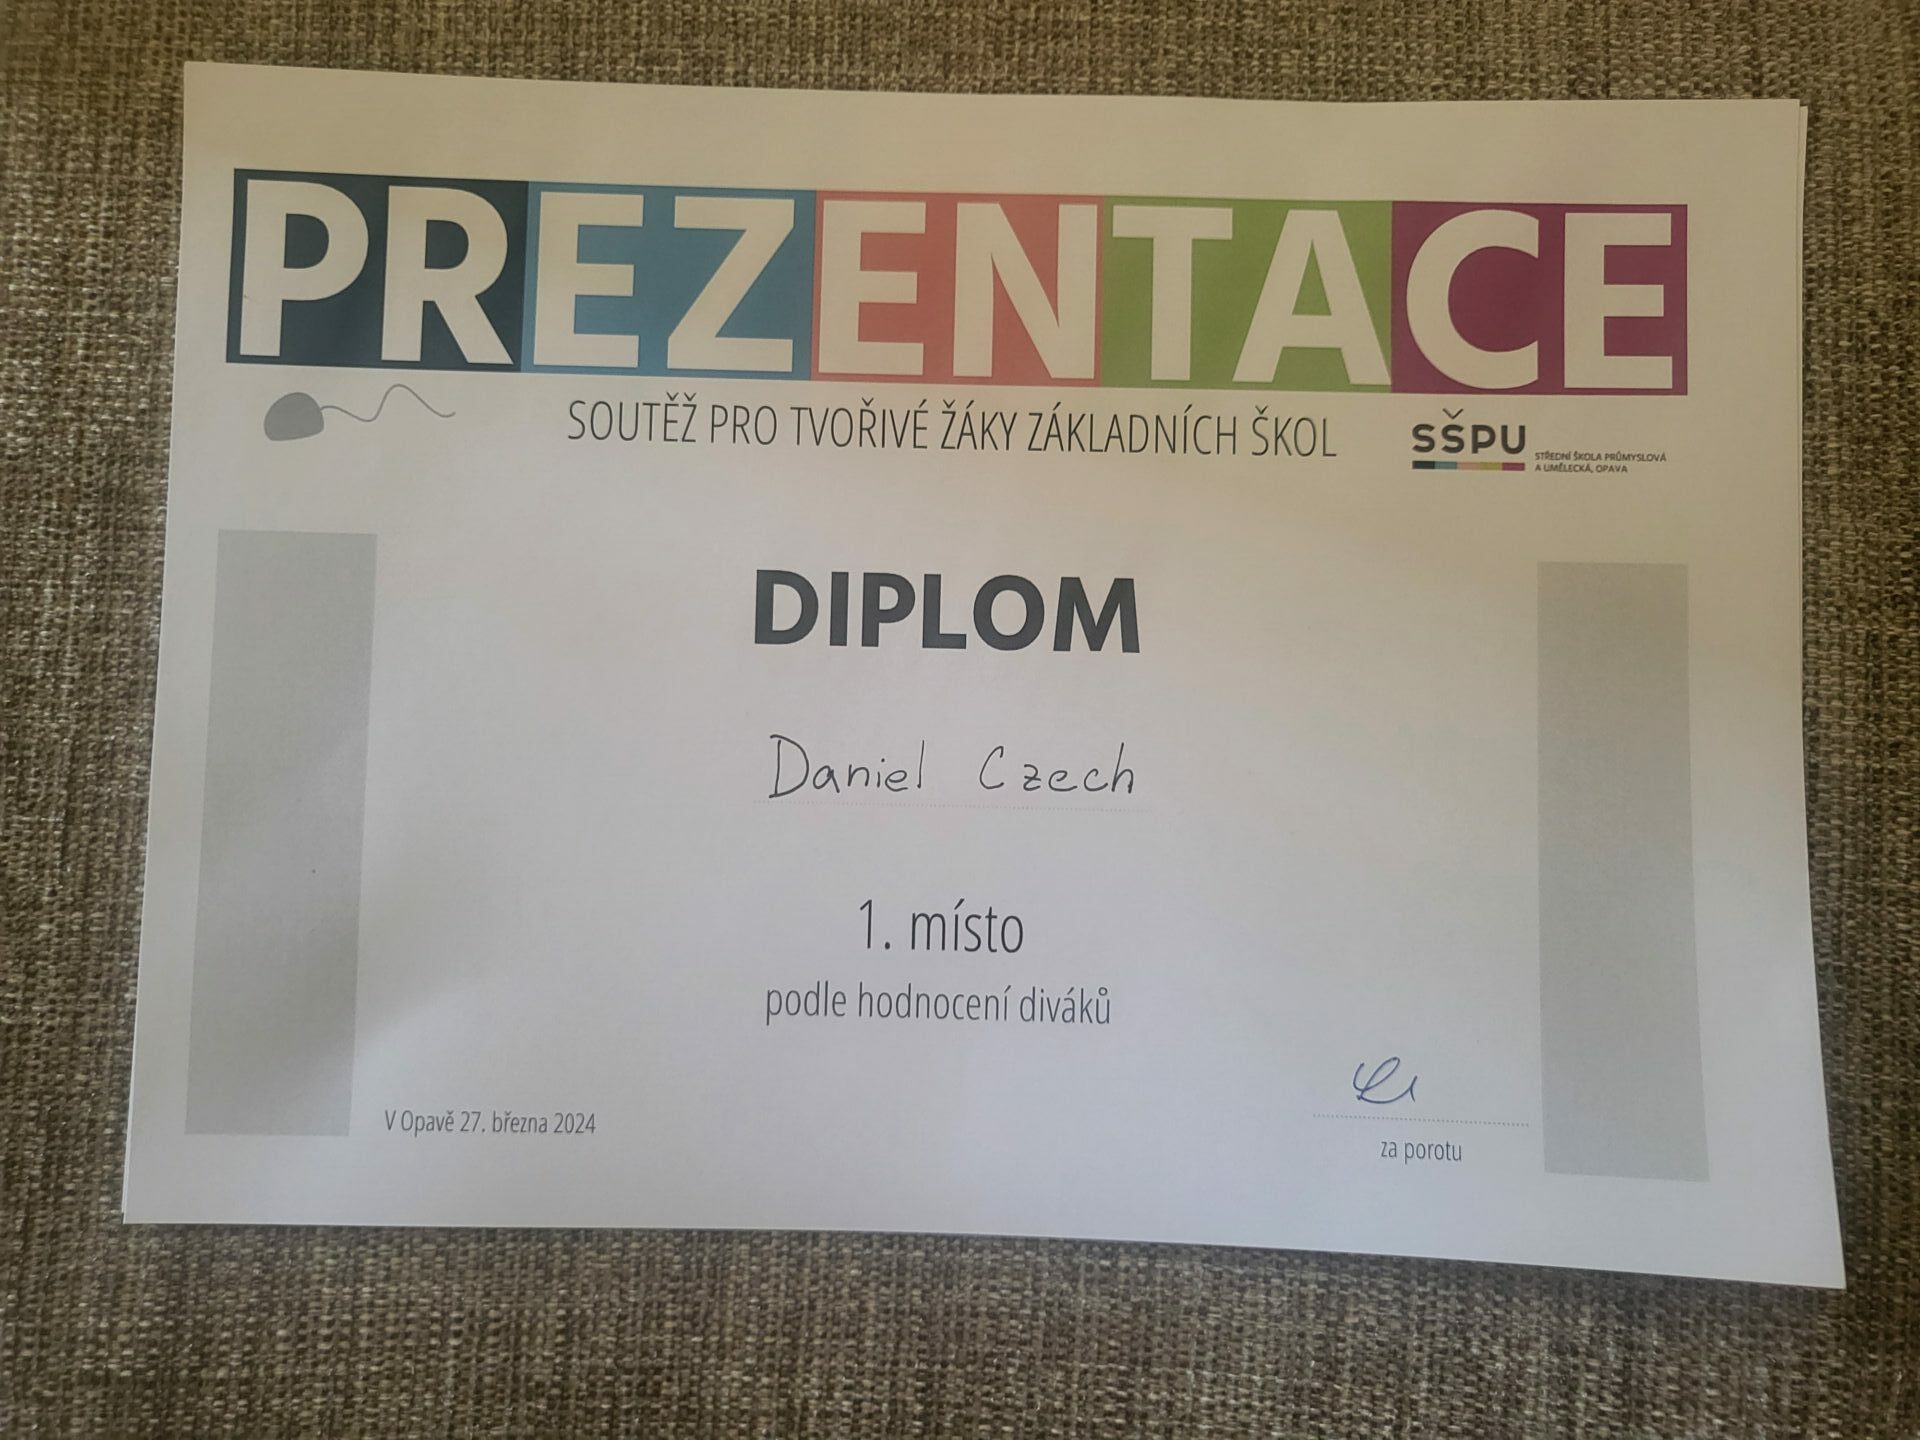 PREZENTACE
SOUTĚŽ PRO TVOŘIVÉ ŽÁKY ZÁKLADNÍCH ŠKOL
SŠPU
STŘEDNÍ ŠKOLA PRŮMYSLOVÁ
A UMĚLECKÁ, OPAVA
DIPLOM
Daniel Czech
1. místo
podle hodnocení diváků
V Opavě 27. března 2024
za porotu